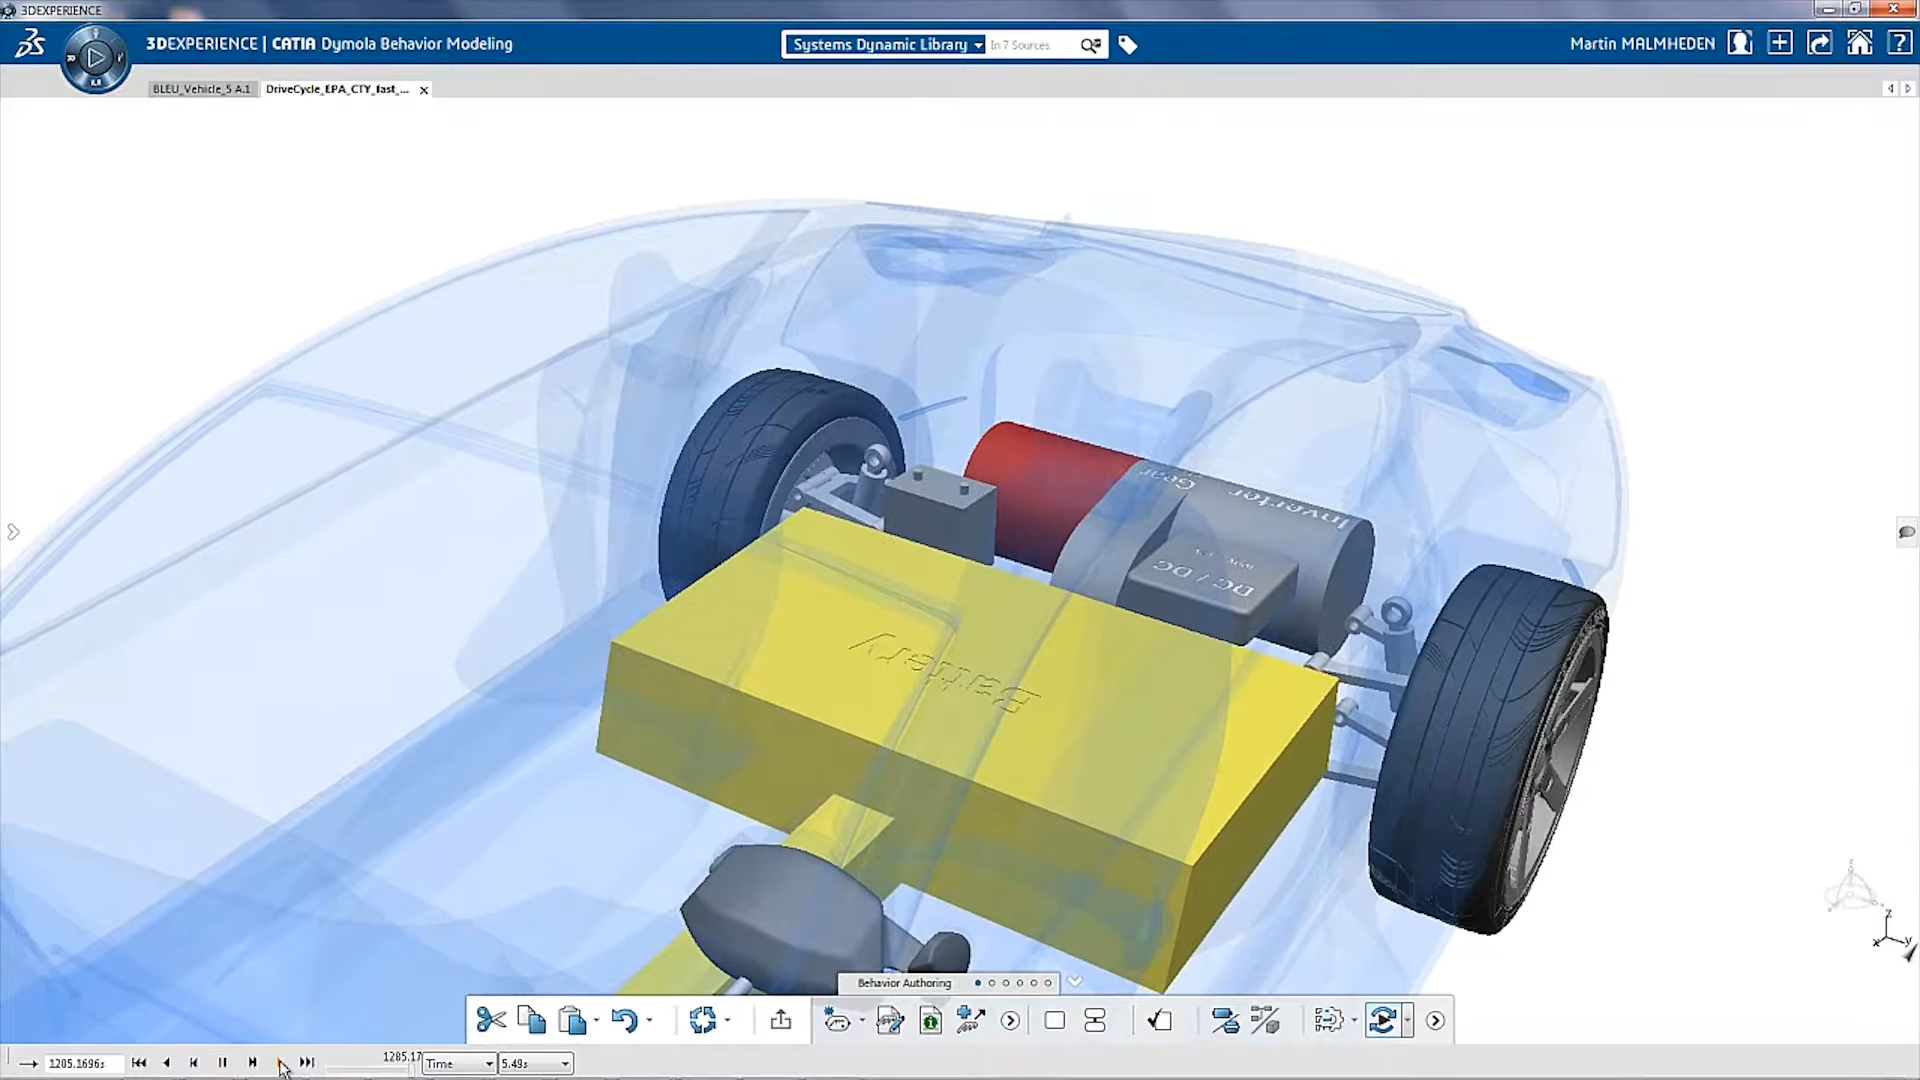 3DEXPERIENCE
3DEXPERIENCE | CATIA Dymola Behavior Modeling
Systems Dynamic Library
In 7 Sources
Martin MALMHEDEN
BLEU_Vehicle_5 A.1
DriveCycle_EPA_CTY_fast_...
Gear
Inverter
DC / DC
Battery
Behavior Authoring
1205.1696s
1285.17
Time
5.49s
z
x
y